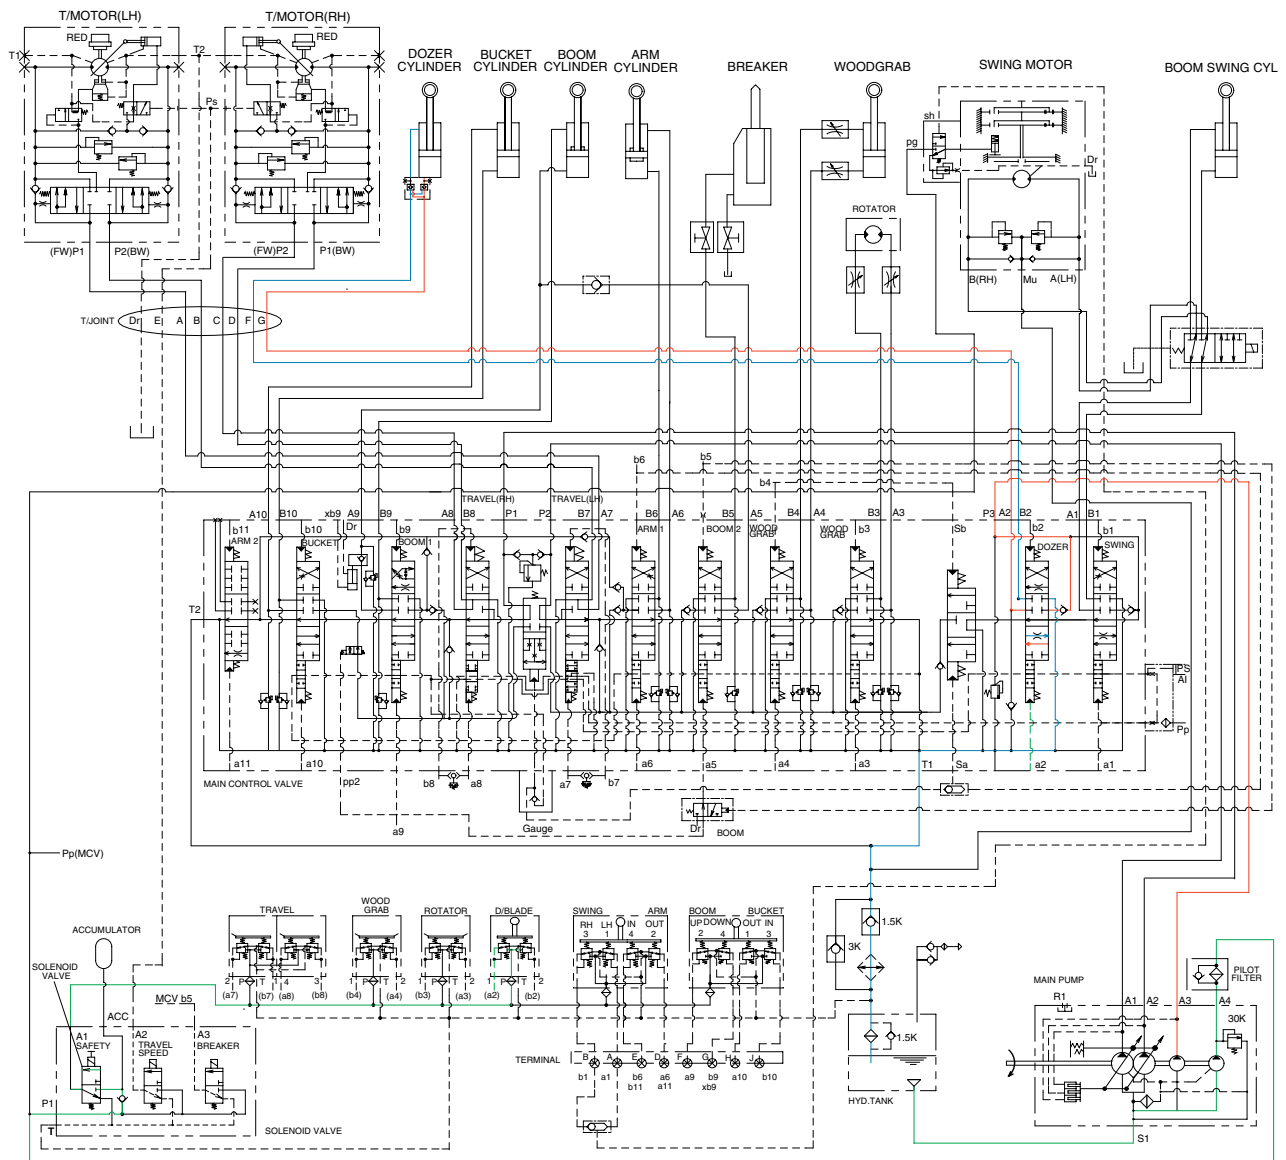 T/MOTOR(LH)
T/MOTOR(RH)
RED
RED
T1
T2
Ps
DOZER
CYLINDER
BUCKET
CYLINDER
BOOM
CYLINDER
ARM
CYLINDER
BREAKER
WOODGRAB
SWING MOTOR
BOOM SWING CYL
sh
pg
Dr
ROTATOR
(FW)P1
P2(BW)
(FW)P2
P1(BW)
B(RH)
Mu
A(LH)
T/JOINT
Dr E A B C D F G
b6
b5
b4
TRAVEL(RH)
TRAVEL(LH)
A10 B10 xb9 A9 B9 A8 B8 P1 P2 B7 A7 B6 A6 B5 A5 B4 A4 B3 A3 Sb P3 A2 B2 A1 B1
b11
ARM 2
b10
BUCKET
Dr
b9
BOOM 1
ARM 1
BOOM 2
WOOD
GRAB
WOOD
GRAB
b3
b2
DOZER
b1
SWING
T2
PS
AI
Pp
a11
a10
pp2
b8
a8
a7
b7
a6
a5
a4
a3
T1
Sa
a2
a1
MAIN CONTROL VALVE
a9
Gauge
Dr
BOOM
Pp(MCV)
TRAVEL
WOOD
GRAB
ROTATOR
D/BLADE
SWING
ARM
BOOM
BUCKET
RH LH IN OUT
3 1 4 2
UP DOWN OUT IN
2 4 1 3
1.5K
3K
ACCUMULATOR
SOLENOID
VALVE
2 P T 4 3
1 P T 2
1 P T 2
1 P T 2
(a7) (b7) (a8) (b8)
(b4) (a4)
(b3) (a3)
(a2) (b2)
MCV b5
ACC
A1
SAFETY
A2
TRAVEL
SPEED
A3
BREAKER
P1
T
SOLENOID VALVE
TERMINAL
B A E D F G H J
b1 a1 b6 a6 a9 b9 a10 b10
b11 a11 xb9
1.5K
HYD.TANK
PILOT
FILTER
MAIN PUMP
R1
A1 A2 A3 A4
30K
S1